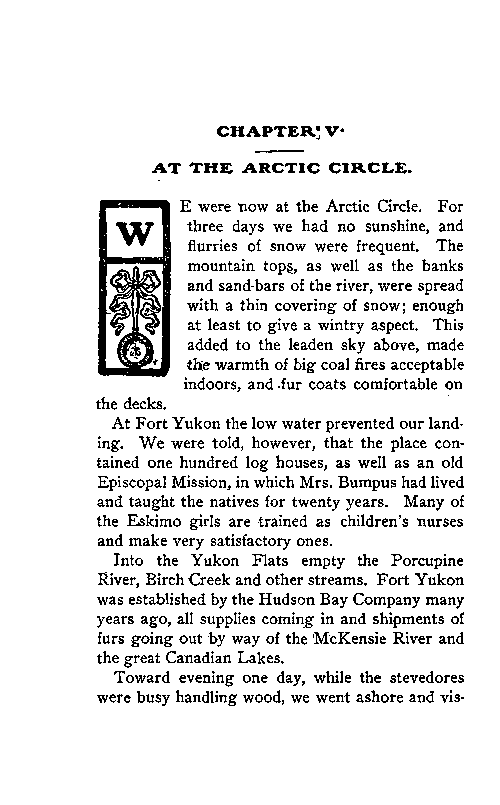 CHAPTER V.
AT THE ARCTIC CIRCLE.
WE were now at the Arctic Circle. For
three days we had no sunshine, and
flurries of snow were frequent. The
mountain tops, as well as the banks
and sand-bars of the river, were spread
with a thin covering of snow; enough
at least to give a wintry aspect. This
added to the leaden sky above, made
the warmth of big coal fires acceptable
indoors, and fur coats comfortable on
the decks.
At Fort Yukon the low water prevented our land-
ing. We were told, however, that the place con-
tained one hundred log houses, as well as an old
Episcopal Mission, in which Mrs. Bumpus had lived
and taught the natives for twenty years. Many of
the Eskimo girls are trained as children's nurses
and make very satisfactory ones.
Into the Yukon Flats empty the Porcupine
River, Birch Creek and other streams. Fort Yukon
was established by the Hudson Bay Company many
years ago, all supplies coming in and shipments of
furs going out by way of the McKensie River and
the great Canadian Lakes.
Toward evening one day, while the stevedores
were busy handling wood, we went ashore and vis-